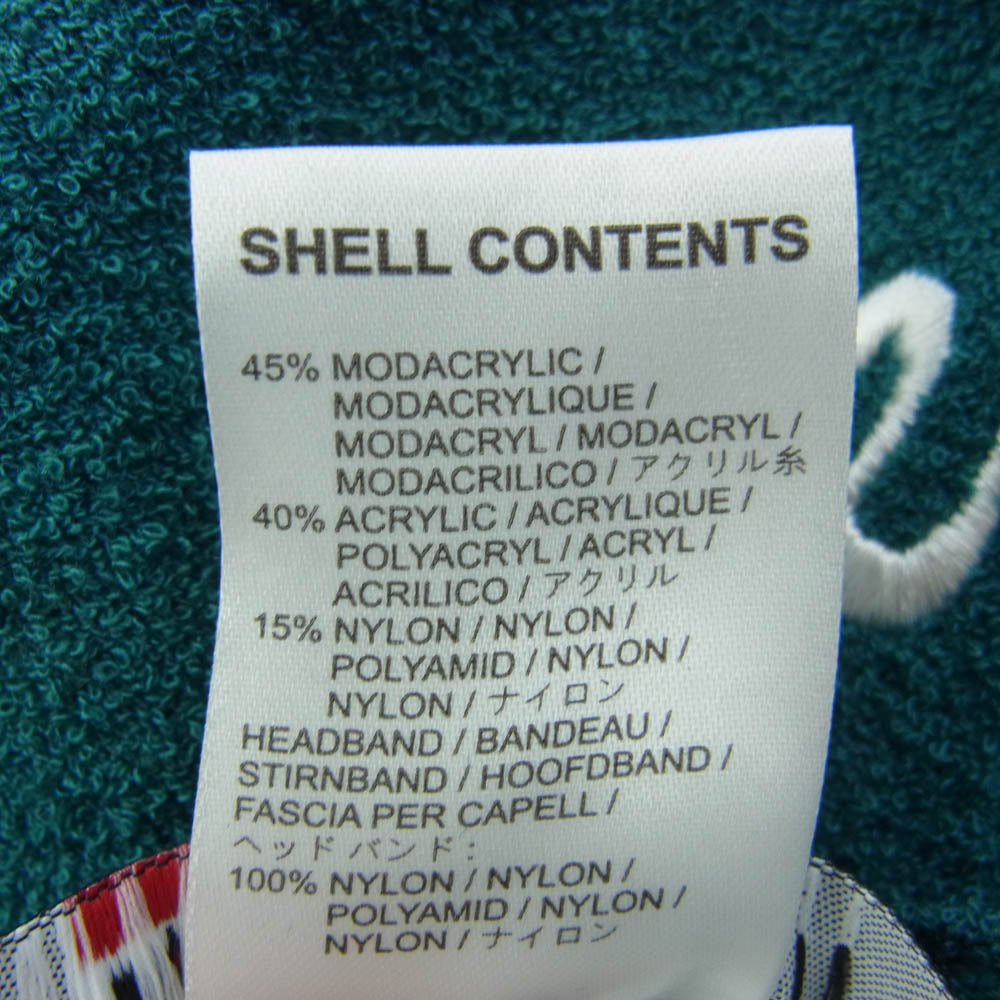 SHELL CONTENTS
45% MODACRYLIC /
MODACRYLIQUE /
MODACRYL / MODACRYL /
MODACRILICO / アクリル糸
40% ACRYLIC / ACRYLIQUE /
POLYACRYL / ACRYL /
ACRILICO / アクリル
15% NYLON / NYLON /
POLYAMID / NYLON /
NYLON / ナイロン
HEADBAND / BANDEAU /
STIRNBAND / HOOFDBAND /
FASCIA PER CAPELL /
ヘッドバンド:
100% NYLON / NYLON /
POLYAMID / NYLON /
NYLON / ナイロン